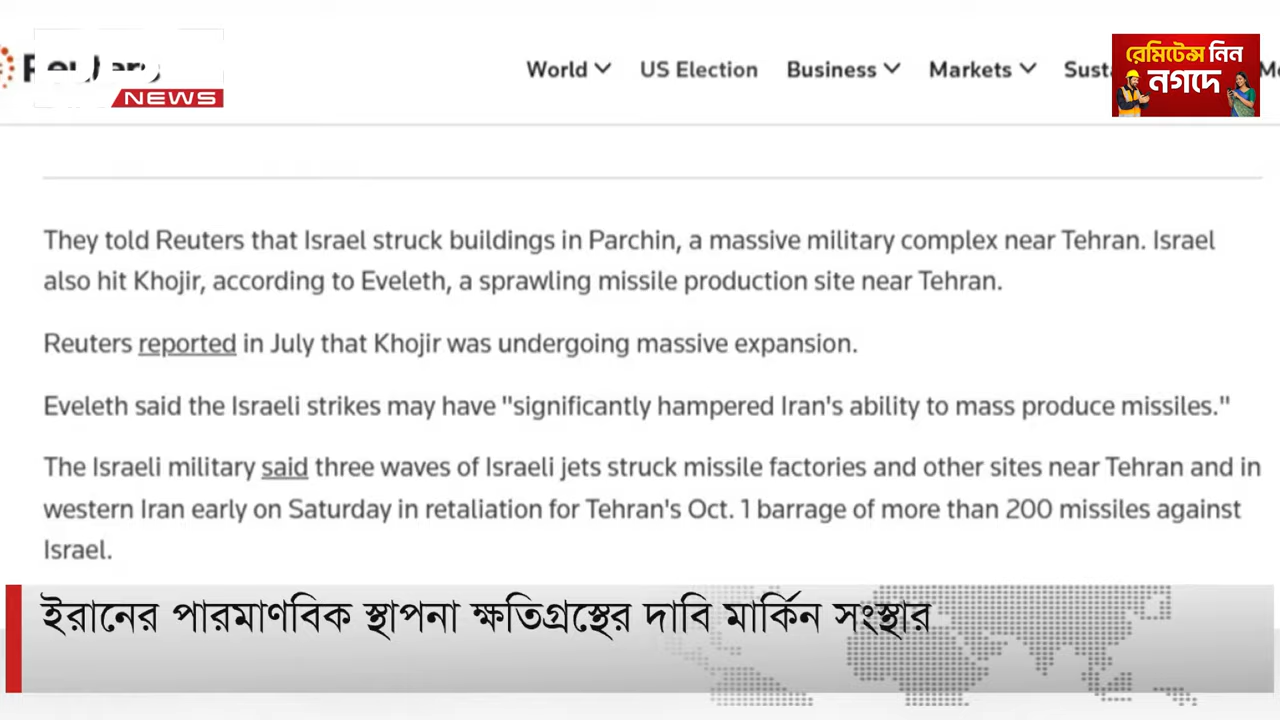 Reuters
NEWS
World US Election Business Markets
রেমিটেন্স নিন
নগদে
They told Reuters that Israel struck buildings in Parchin, a massive military complex near Tehran. Israel
also hit Khojir, according to Eveleth, a sprawling missile production site near Tehran.
Reuters reported in July that Khojir was undergoing massive expansion.
Eveleth said the Israeli strikes may have "significantly hampered Iran's ability to mass produce missiles."
The Israeli military said three waves of Israeli jets struck missile factories and other sites near Tehran and in
western Iran early on Saturday in retaliation for Tehran's Oct. 1 barrage of more than 200 missiles against
Israel.
ইরানের পারমাণবিক স্থাপনা ক্ষতিগ্রস্থের দাবি মার্কিন সংস্থার